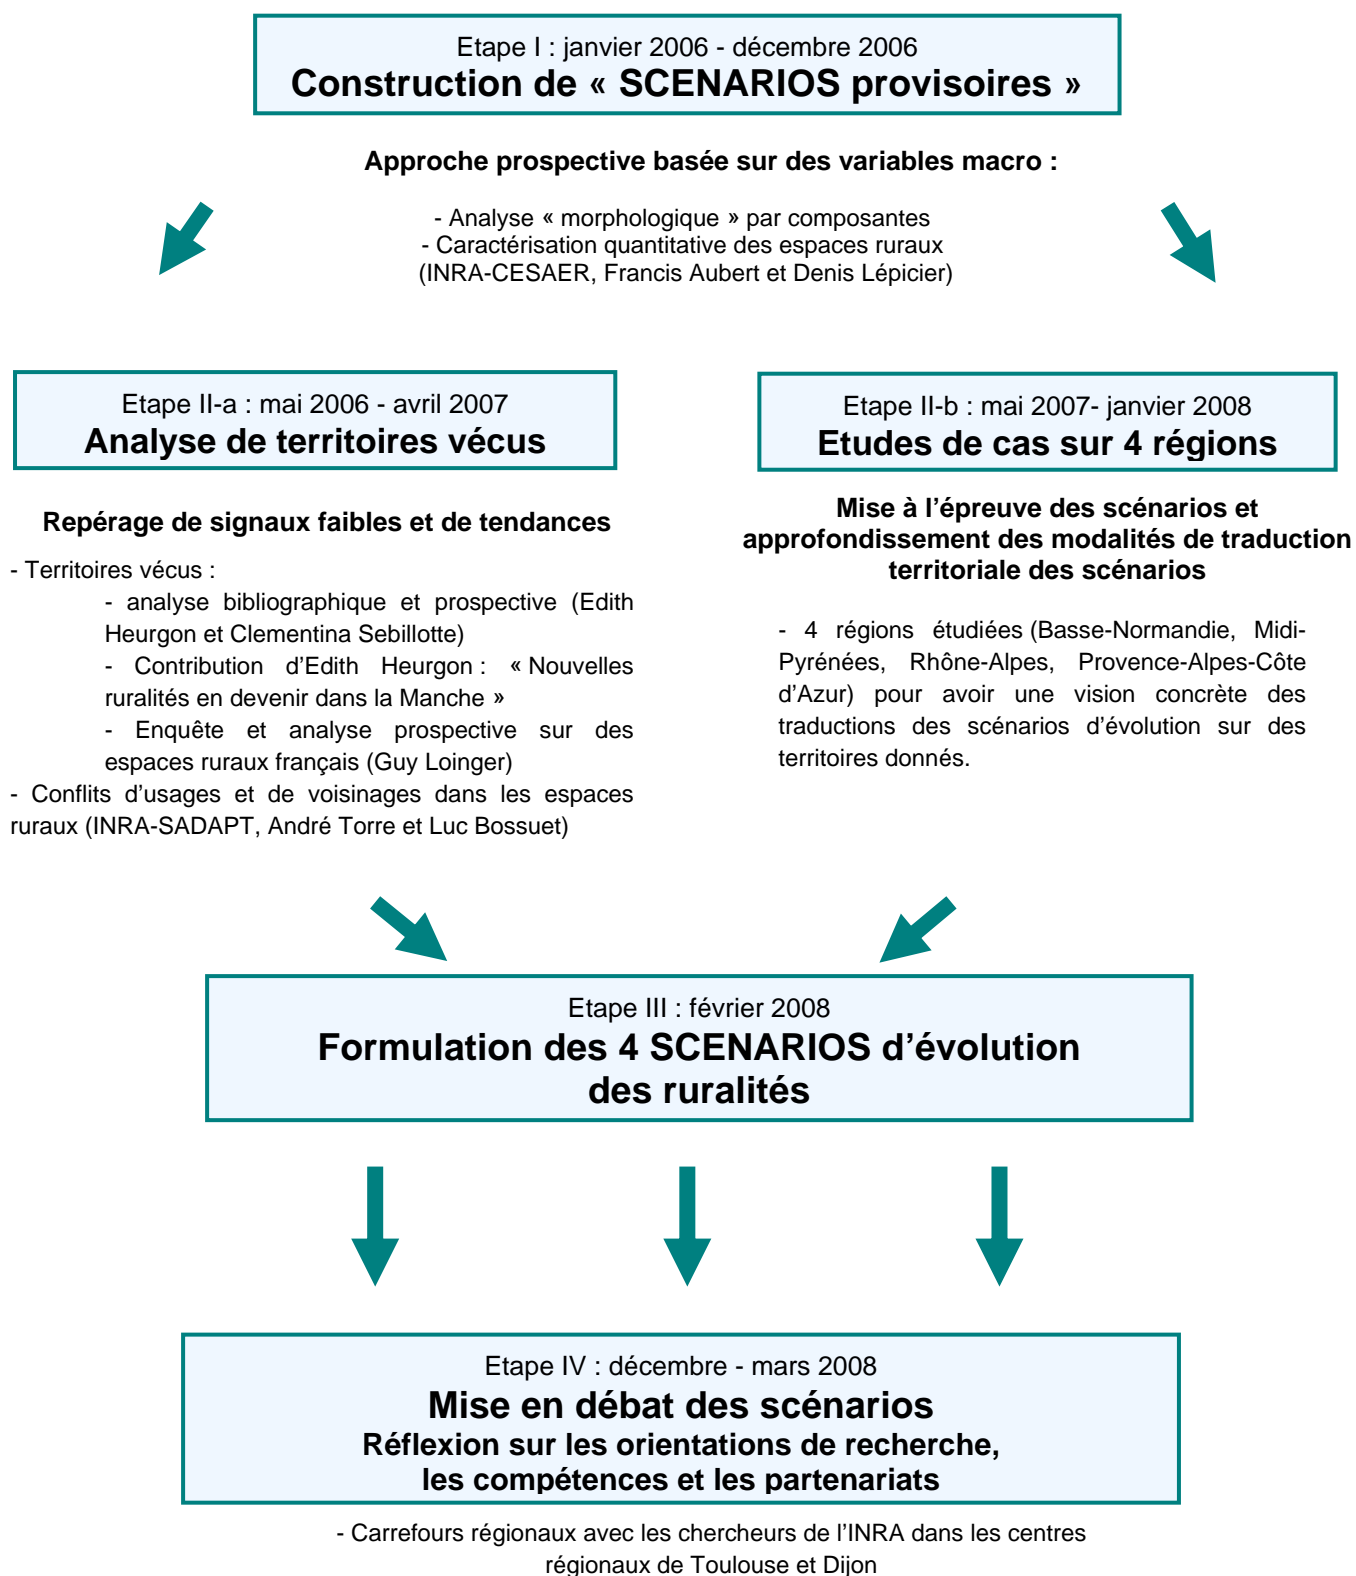 Etape I : janvier 2006 - décembre 2006
Construction de « SCENARIOS provisoires »
Approche prospective basée sur des variables macro :
- Analyse « morphologique » par composantes
- Caractérisation quantitative des espaces ruraux
(INRA-CESAER, Francis Aubert et Denis Lépicier)
Etape II-a : mai 2006 - avril 2007
Analyse de territoires vécus
Repérage de signaux faibles et de tendances
- Territoires vécus :
- analyse bibliographique et prospective (Edith
Heurgon et Clementina Sebillotte)
- Contribution d’Edith Heurgon : « Nouvelles
ruralités en devenir dans la Manche »
- Enquête et analyse prospective sur des
espaces ruraux français (Guy Loinger)
- Conflits d’usages et de voisinages dans les espaces
ruraux (INRA-SADAPT, André Torre et Luc Bossuet)
Etape II-b : mai 2007- janvier 2008
Etudes de cas sur 4 régions
Mise à l’épreuve des scénarios et
approfondissement des modalités de traduction
territoriale des scénarios
- 4 régions étudiées (Basse-Normandie, Midi-
Pyrénées, Rhône-Alpes, Provence-Alpes-Côte
d’Azur) pour avoir une vision concrète des
traductions des scénarios d’évolution sur des
territoires donnés.
Etape III : février 2008
Formulation des 4 SCENARIOS d’évolution
des ruralités
Etape IV : décembre - mars 2008
Mise en débat des scénarios
Réflexion sur les orientations de recherche,
les compétences et les partenariats
- Carrefours régionaux avec les chercheurs de l’INRA dans les centres
régionaux de Toulouse et Dijon